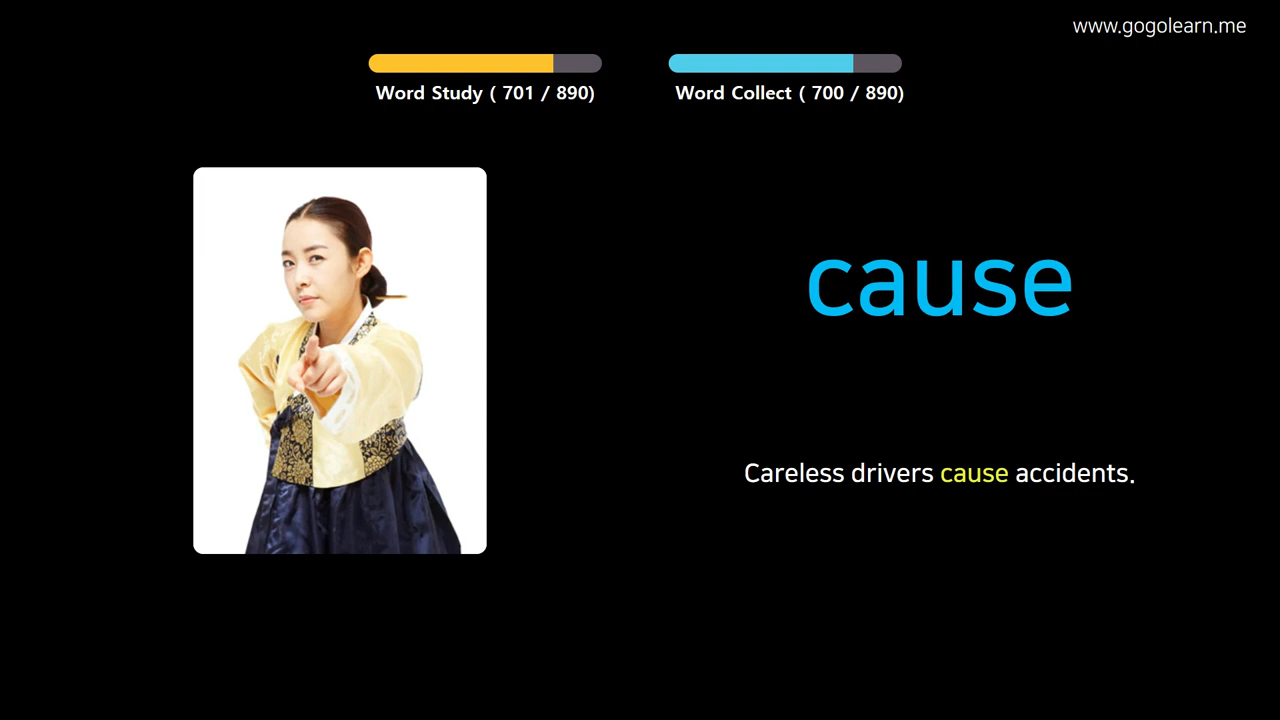 www.gogolearn.me
Word Study ( 701 / 890)
Word Collect ( 700 / 890)
cause
Careless drivers cause accidents.